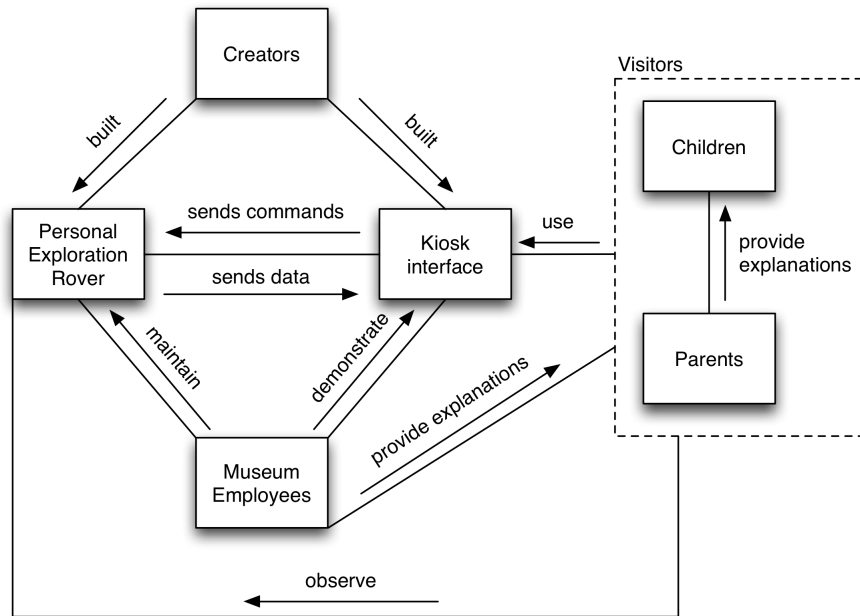 Creators
Visitors
built
built
Children
Personal
Exploration
Rover
sends commands
Kiosk
interface
use
provide
explanations
sends data
maintain
demonstrate
Parents
provide explanations
Museum
Employees
observe